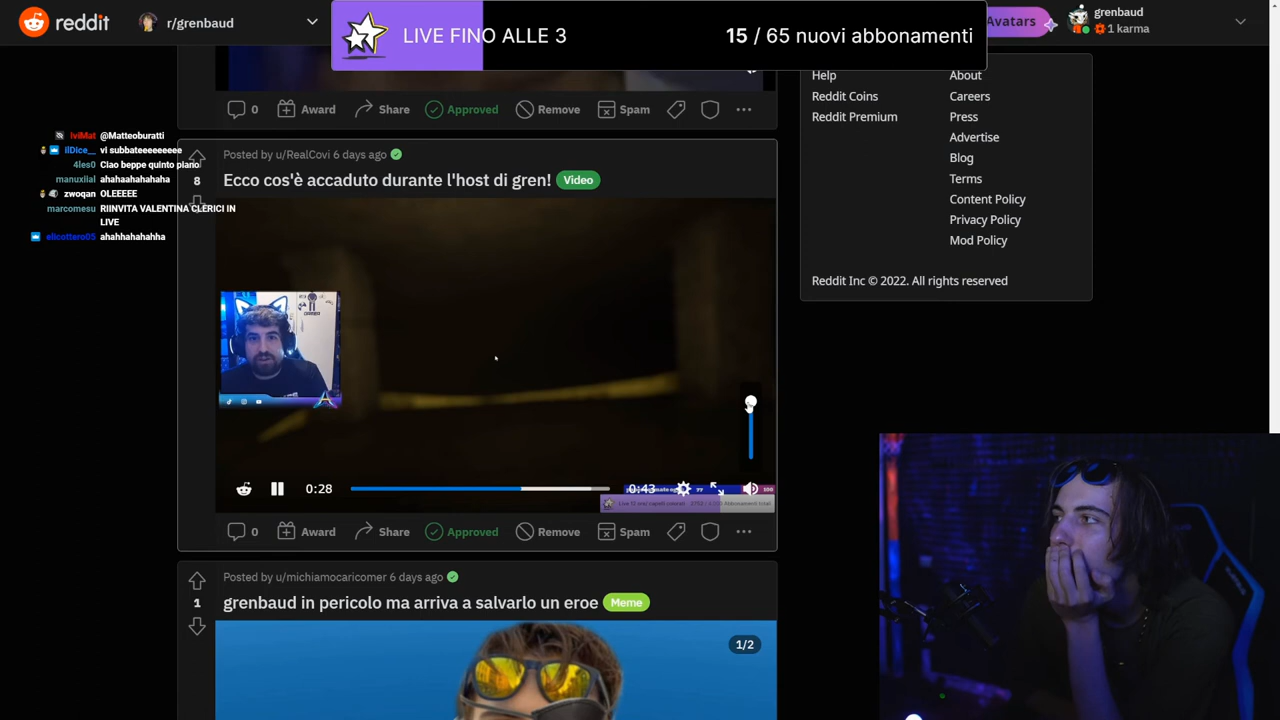 reddit
r/grenbaud
LIVE FINO ALLE 3
15 / 65 nuovi abbonamenti
Avatars
grenbaud
1 karma
Help
About
Reddit Coins
Careers
Reddit Premium
Press
Advertise
Blog
Terms
Content Policy
Privacy Policy
Mod Policy
Reddit Inc © 2022. All rights reserved
0
Award
Share
Approved
Remove
Spam
IviMat @Matteoburatti
ilDIce__ vi subbateeeeeeee
4les0 Ciao beppe quinto piano
manuxiial ahahaahahahaha
zwoqan OLEEEE
marcomesu RIINVITA VALENTINA CLERICI IN
LIVE
elicottero05 ahahhahahahha
Posted by u/RealCovi 6 days ago
8
Ecco cos'è accaduto durante l'host di gren!
Video
0:28
0:43
0
Award
Share
Approved
Remove
Spam
Posted by u/michiamocaricomer 6 days ago
1
grenbaud in pericolo ma arriva a salvarlo un eroe
Meme
1/2